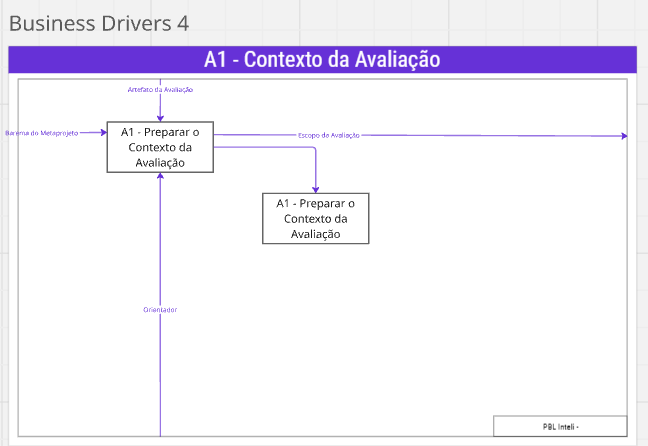 Business Drivers 4
A1 - Contexto da Avaliação
Artefato da Avaliação
Barema do Metaprojeto
A1 - Preparar o
Contexto da
Avaliação
Escopo da Avaliação
A1 - Preparar o
Contexto da
Avaliação
Orientador
PBL Inteli -